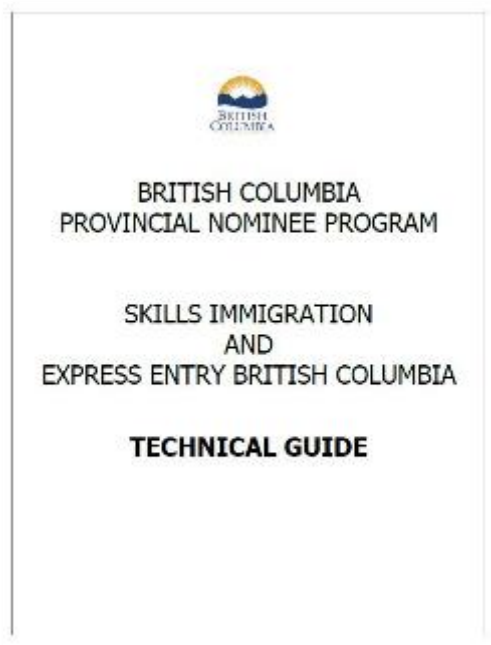 BRITISH
COLUMBIA
BRITISH COLUMBIA
PROVINCIAL NOMINEE PROGRAM
SKILLS IMMIGRATION
AND
EXPRESS ENTRY BRITISH COLUMBIA
TECHNICAL GUIDE